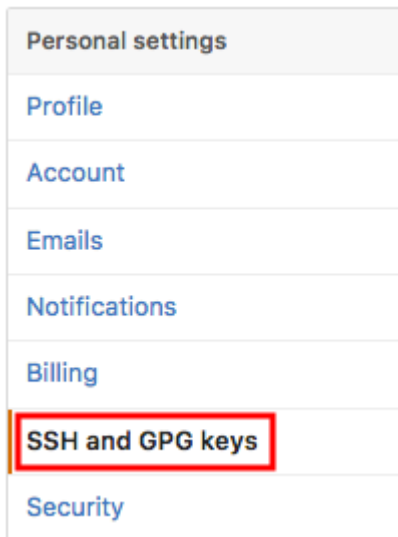 Personal settings
Profile
Account
Emails
Notifications
Billing
SSH and GPG keys
Security